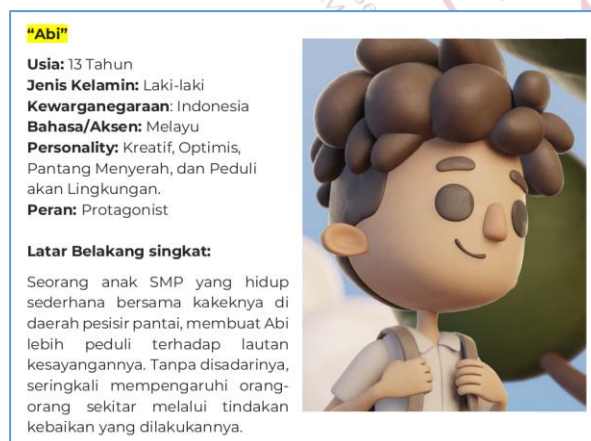 “Abi”
Usia: 13 Tahun
Jenis Kelamin: Laki-laki
Kewarganegaraan: Indonesia
Bahasa/Aksen: Melayu
Personality: Kreatif, Optimis,
Pantang Menyerah, dan Peduli
akan Lingkungan.
Peran: Protagonist
Latar Belakang singkat:
Seorang anak SMP yang hidup
sederhana bersama kakeknya di
daerah pesisir pantai, membuat Abi
lebih peduli terhadap lautan
kesayangannya. Tanpa disadarinya,
seringkali mempengaruhi orang-
orang sekitar melalui tindakan
kebaikan yang dilakukannya.